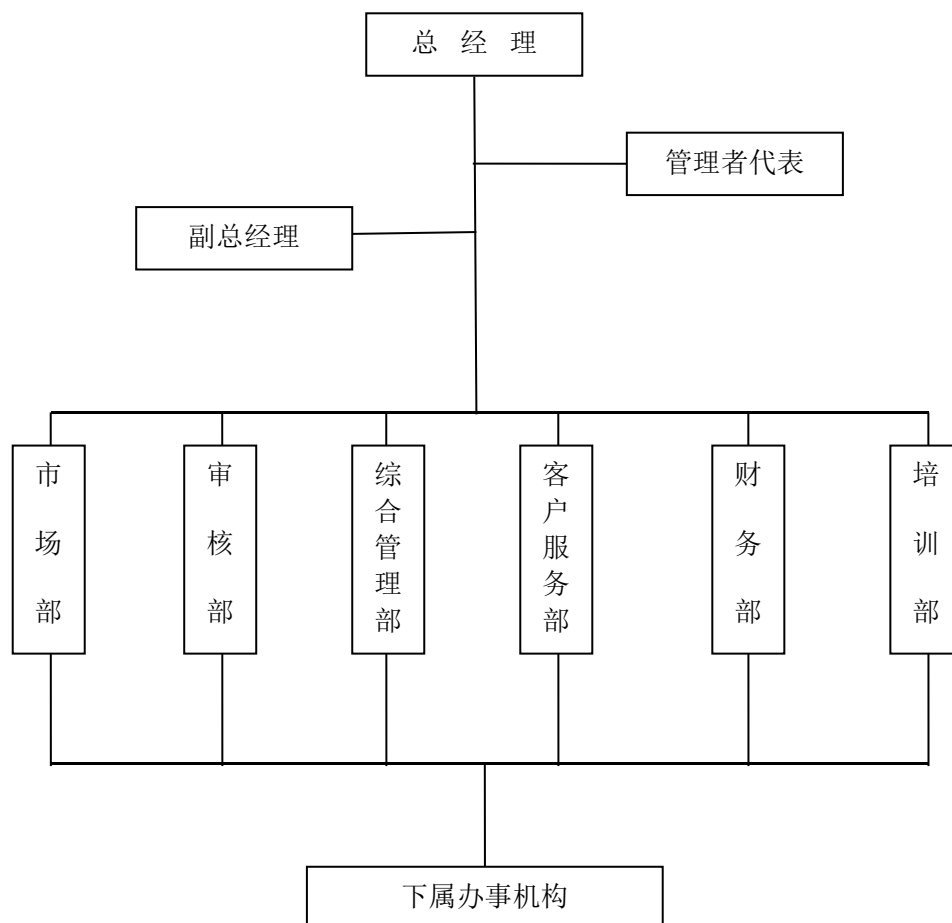 总 经 理
管理者代表
副总经理
市场部
审核部
综合管理部
客户服务部
财务部
培训部
下属办事机构